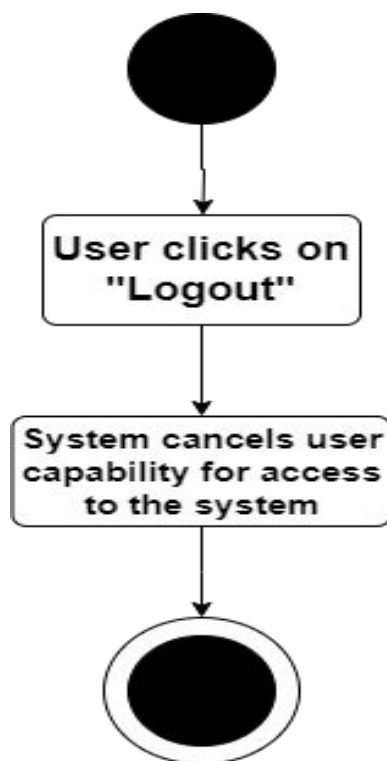 User clicks on
"Logout"
System cancels user
capability for access
to the system